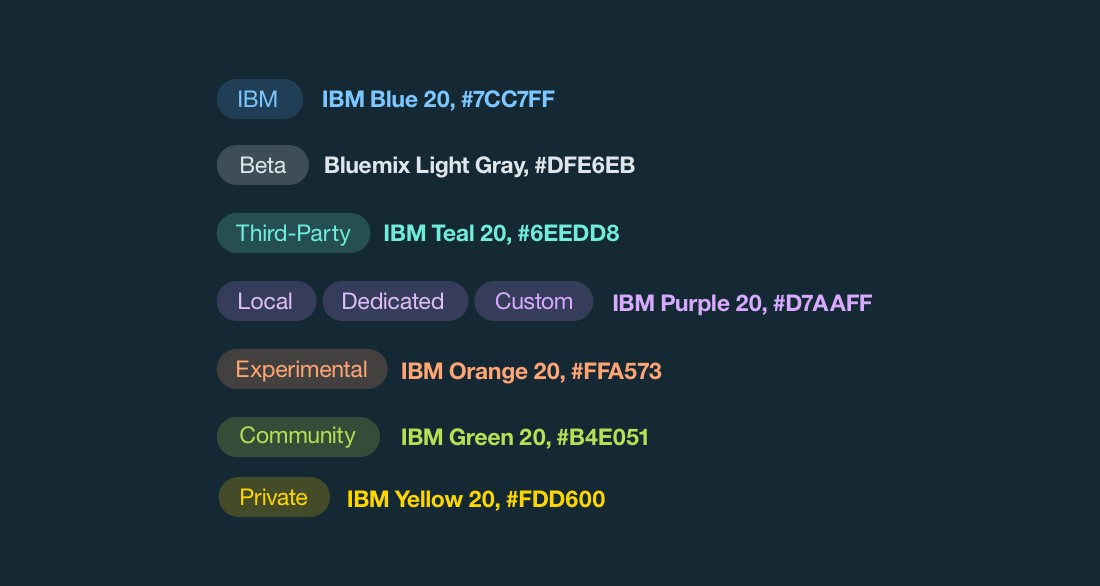 IBM IBM Blue 20, #7CC7FF
Beta Bluemix Light Gray, #DFE6EB
Third-Party IBM Teal 20, #6EEDD8
Local Dedicated Custom IBM Purple 20, #D7AAFF
Experimental IBM Orange 20, #FFA573
Community IBM Green 20, #B4E051
Private IBM Yellow 20, #FDD600